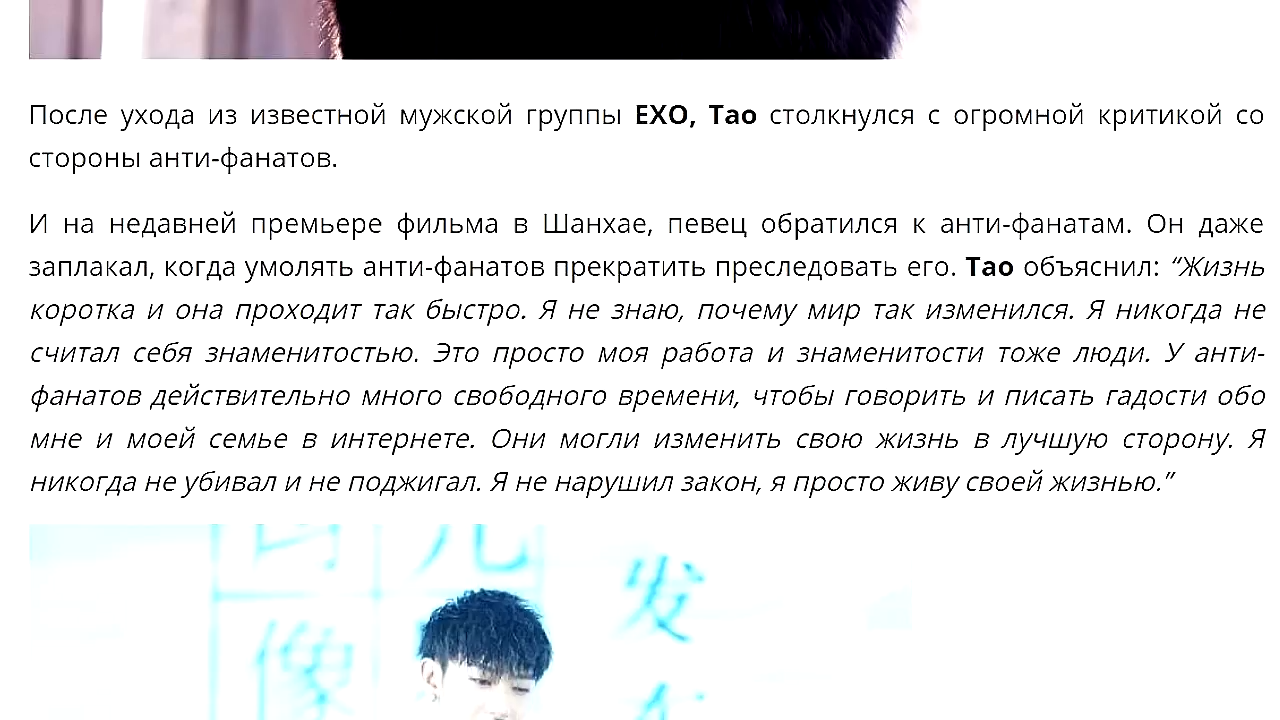 После ухода из известной мужской группы EXO, Тао столкнулся с огромной критикой со
стороны анти-фанатов.
И на недавней премьере фильма в Шанхае, певец обратился к анти-фанатам. Он даже
заплакал, когда умолять анти-фанатов прекратить преследовать его. Тао объяснил: “Жизнь
коротка и она проходит так быстро. Я не знаю, почему мир так изменился. Я никогда не
считал себя знаменитостью. Это просто моя работа и знаменитости тоже люди. У анти-
фанатов действительно много свободного времени, чтобы говорить и писать гадости обо
мне и моей семье в интернете. Они могли изменить свою жизнь в лучшую сторону. Я
никогда не убивал и не поджигал. Я не нарушил закон, я просто живу своей жизнью.”
发
像